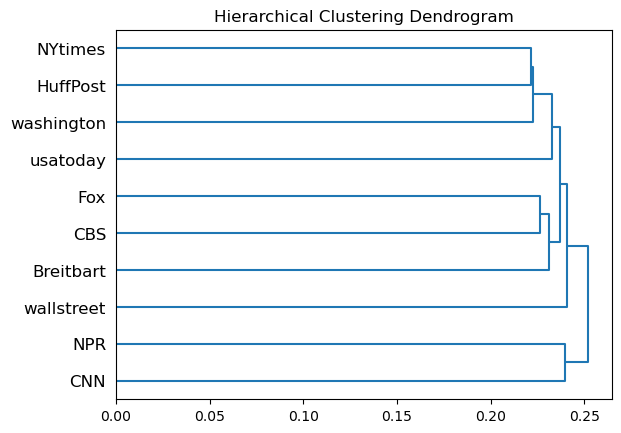 Hierarchical Clustering Dendrogram
NYtimes
HuffPost
washington
usatoday
Fox
CBS
Breitbart
wallstreet
NPR
CNN
0.00 0.05 0.10 0.15 0.20 0.25